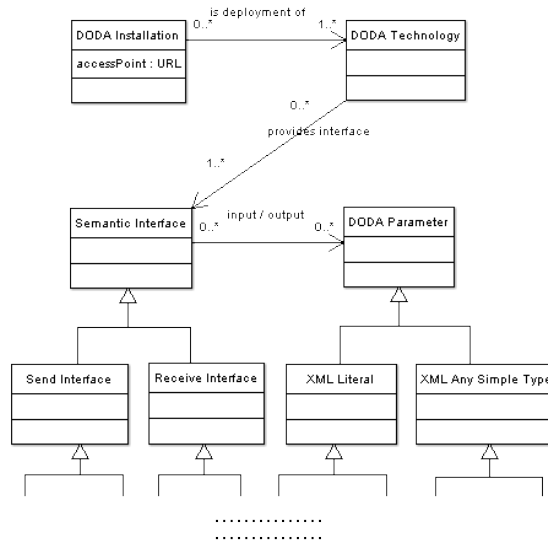 is deployment of
0..*
1..*
DODA Installation
DODA Technology
accessPoint : URL
0..*
provides interface
1..*
Semantic Interface
input / output
DODA Parameter
0..*
0..*
Send Interface
Receive Interface
XML Literal
XML Any Simple Type